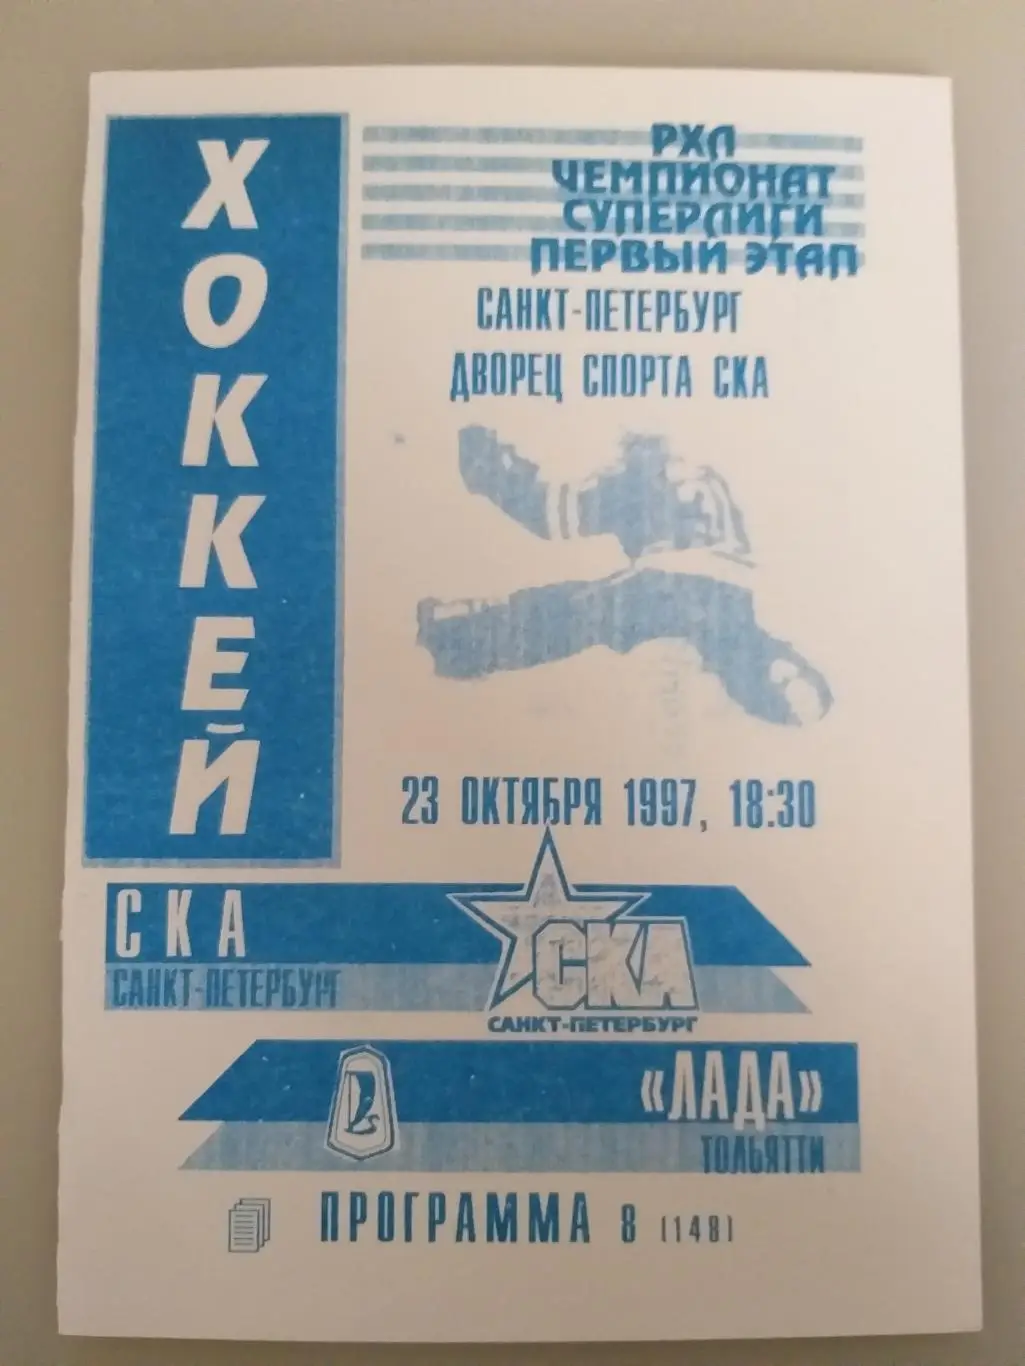 ХОККЕЙ
РХЛ
ЧЕМПИОНАТ
СУПЕРЛИГИ
ПЕРВЫЙ ЭТАП
САНКТ-ПЕТЕРБУРГ
ДВОРЕЦ СПОРТА СКА
23 ОКТЯБРЯ 1997, 18:30
СКА
САНКТ-ПЕТЕРБУРГ
СКА
САНКТ-ПЕТЕРБУРГ
«ЛАДА»
ТОЛЬЯТТИ
ПРОГРАММА 8 (148)